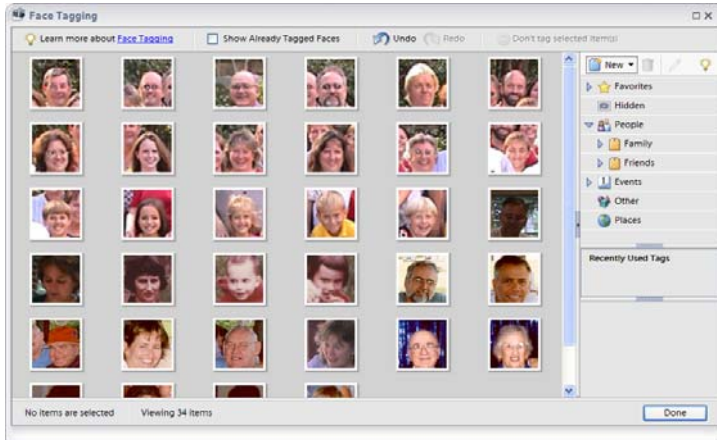 Face Tagging
Learn more about Face Tagging
Show Already Tagged Faces
Undo
Redo
Don't tag selected item(s)
New
Favorites
Hidden
People
Family
Friends
Events
Other
Places
Recently Used Tags
No items are selected
Viewing 34 items
Done